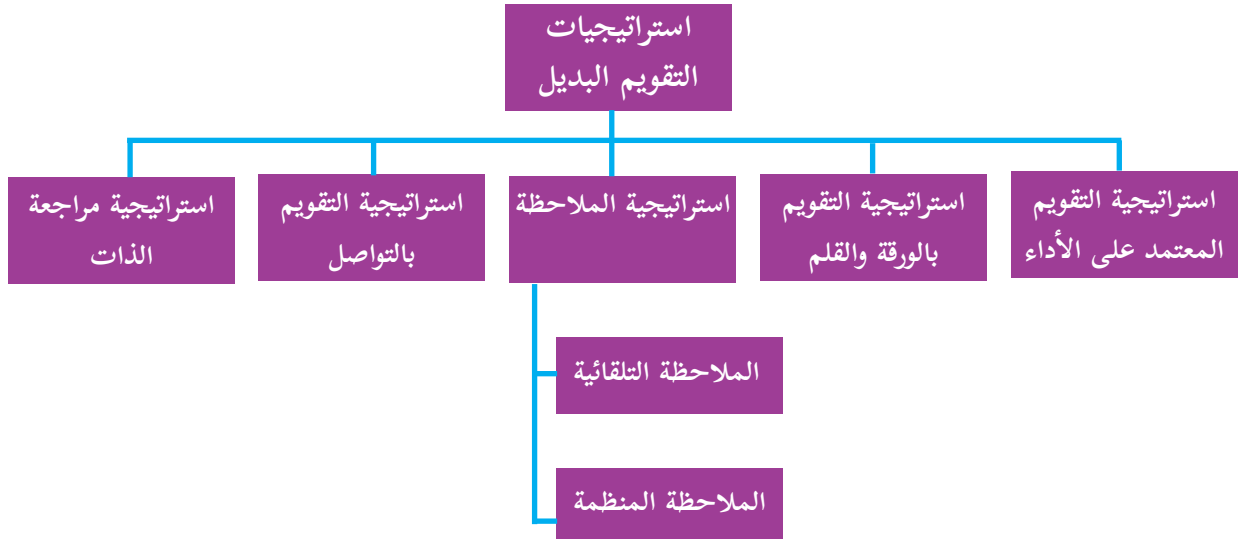 استراتيجيات
التقويم البديل
استراتيجية التقويم
المعتمد على الأداء
استراتيجية التقويم
بالورقة والقلم
استراتيجية الملاحظة
استراتيجية التقويم
بالتواصل
استراتيجية مراجعة
الذات
الملاحظة التلقائية
الملاحظة المنظمة